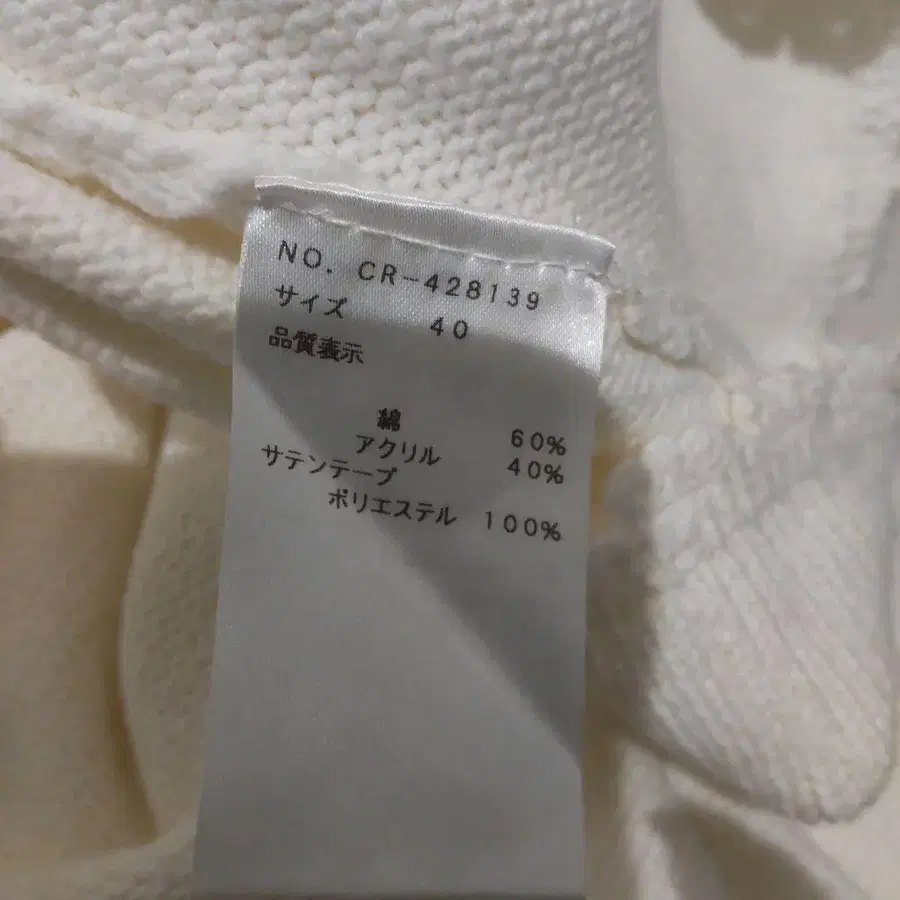 NO. CR-428139
サイズ 40
品質表示
綿 60%
アクリル 40%
サテンテープ
ポリエステル 100%